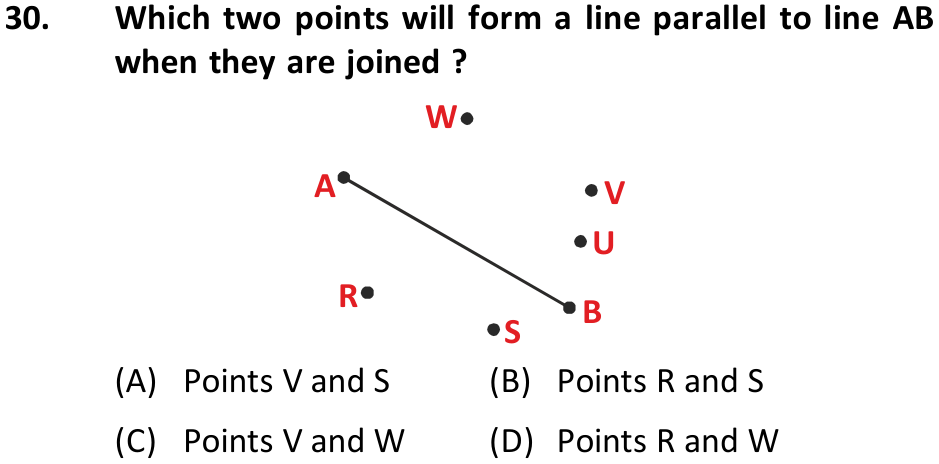 30. Which two points will form a line parallel to line AB
when they are joined ?
W
A
V
U
R
B
S
(A) Points V and S (B) Points R and S
(C) Points V and W (D) Points R and W